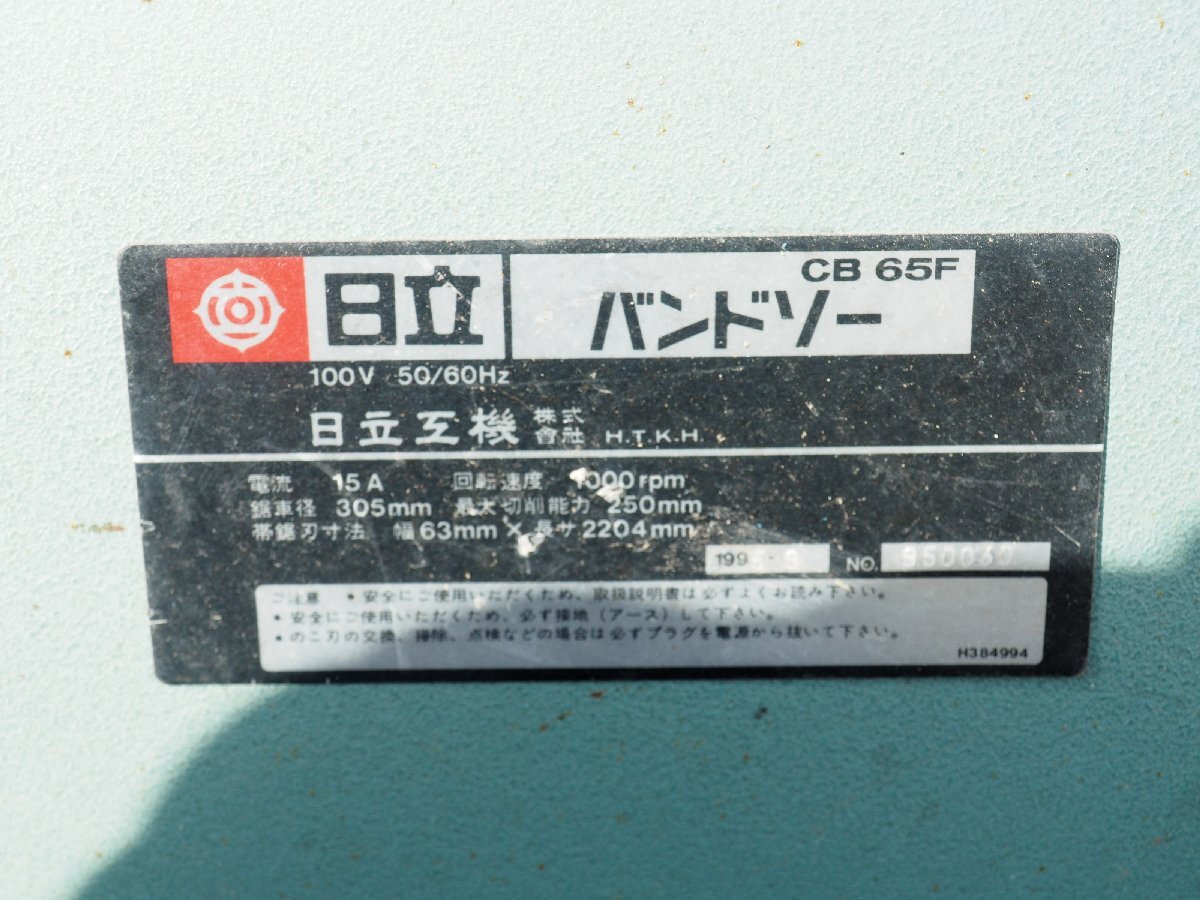 日立
CB 65F
バンドソー
100V 50/60Hz
日立工機 株式会社 H.T.K.H.
電流 15A 回転速度 1000rpm
鋸車径 305mm 最大切削能力 250mm
帯鋸刃寸法 幅63mm×長サ2204mm
199 NO.
ご注意 •安全にご使用いただくため、取扱説明書は必ずよくお読み下さい。
•安全にご使用いただくため、必ず接地(アース)して下さい。
•のこ刃の交換、掃除、点検などの場合は必ずプラグを電源から抜いて下さい。
H384994